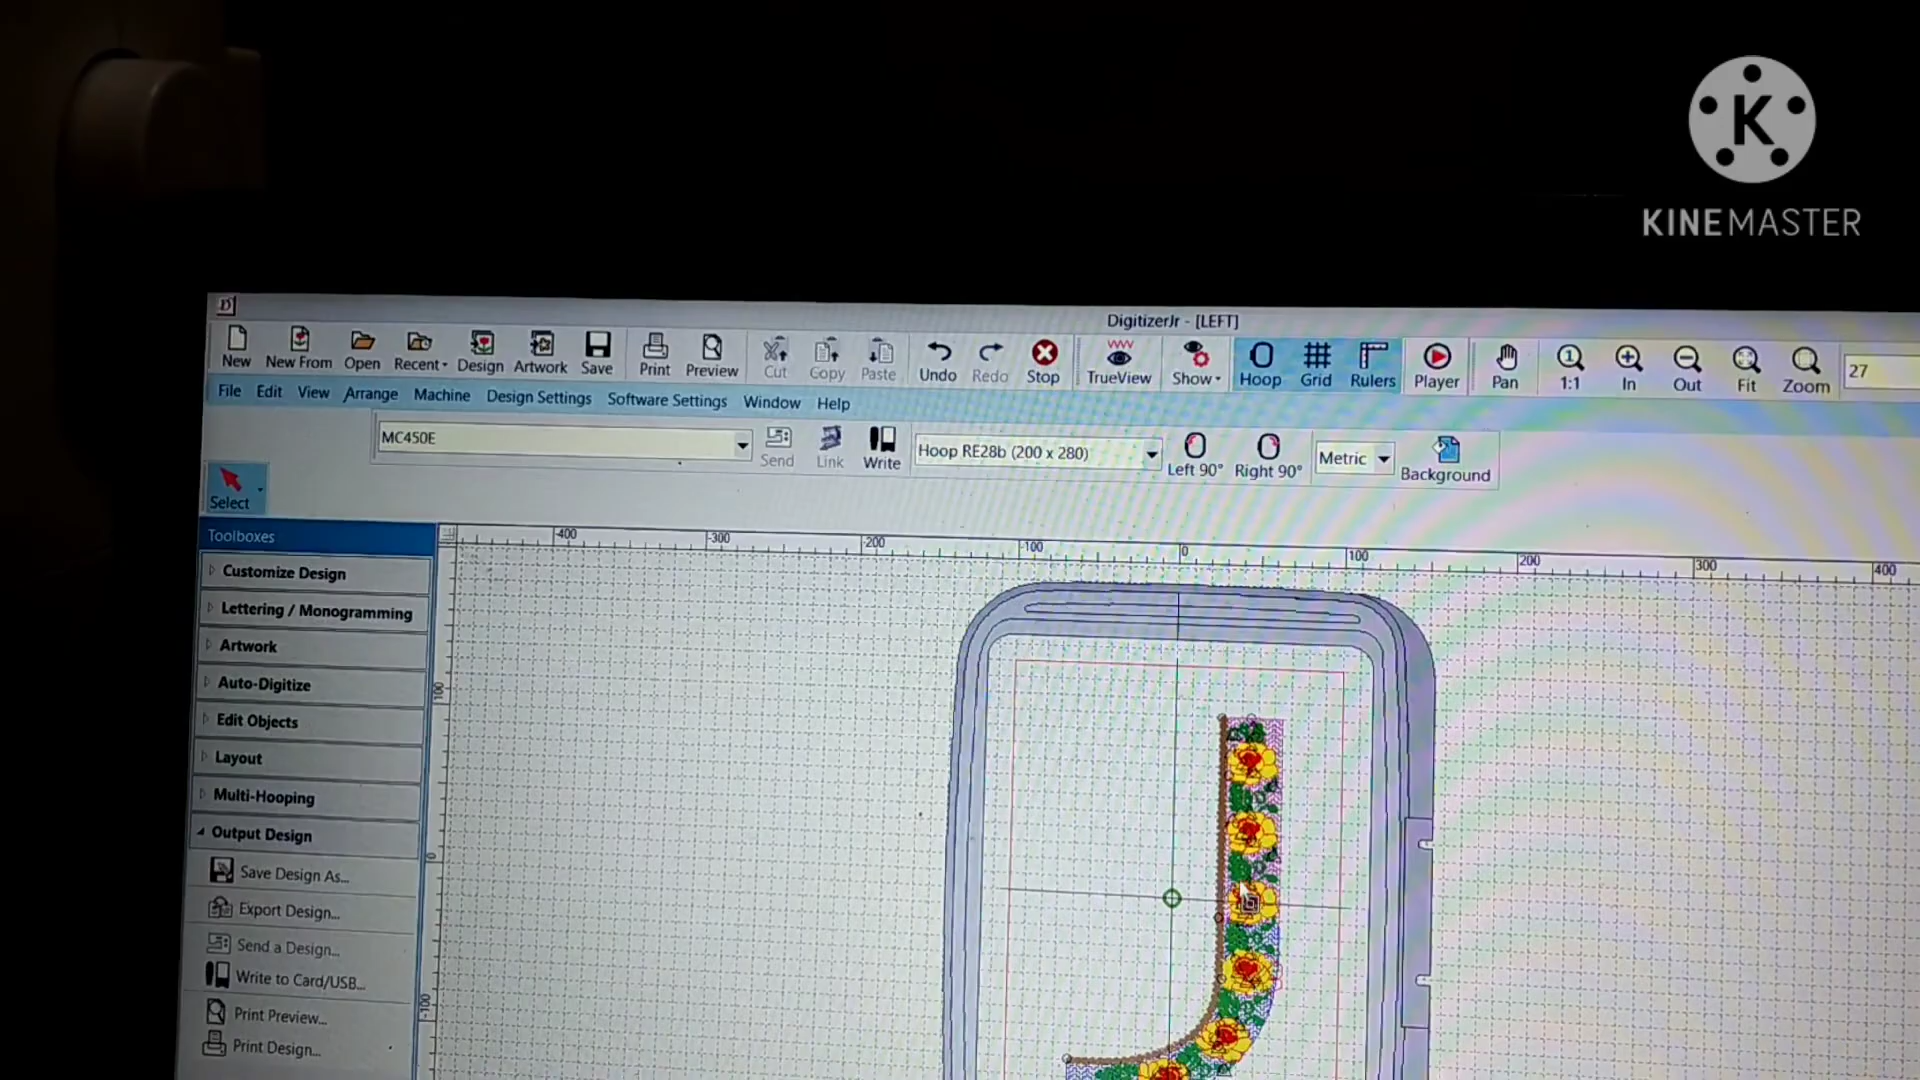 K
KINEMASTER
DigitizerJr - [LEFT]
New
New From
Open
Recent
Design
Artwork
Save
Print
Preview
Cut
Copy
Paste
Undo
Redo
Stop
TrueView
Show
Hoop
Grid
Rulers
Player
Pan
1
1:1
In
Out
Fit
Zoom
27
File Edit View Arrange Machine Design Settings Software Settings Window Help
MC450E
Send
Link
Write
Hoop RE28b (200 x 280)
Left 90°
Right 90°
Metric
Background
Select
Toolboxes
-400 -300 -200 -100 0 100 200 300 400
Customize Design
Lettering / Monogramming
Artwork
Auto-Digitize
Edit Objects
Layout
Multi-Hooping
Output Design
Save Design As...
Export Design...
Send a Design...
Write to Card/USB...
Print Preview...
Print Design...
100
0
-100